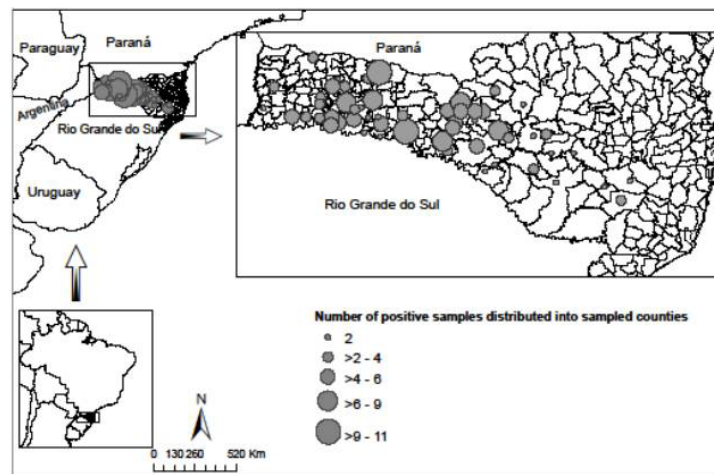 Paraguay
Paraná
Argentina
Rio Grande do Sul
Uruguay
Paraná
Rio Grande do Sul
Number of positive samples distributed into sampled counties
2
>2 - 4
>4 - 6
>6 - 9
>9 - 11
N
0 130 260 520 Km